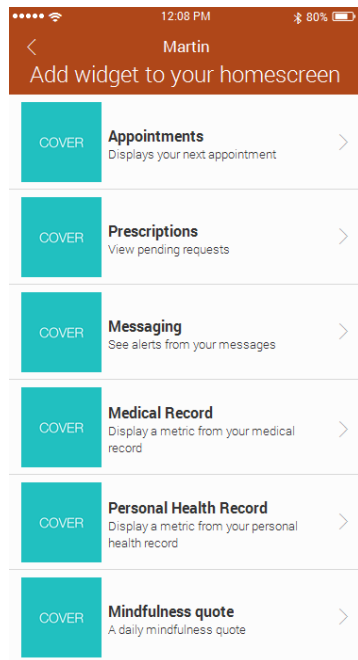 12:08 PM
80%
Martin
Add widget to your homescreen
COVER
Appointments
Displays your next appointment
COVER
Prescriptions
View pending requests
COVER
Messaging
See alerts from your messages
COVER
Medical Record
Display a metric from your medical
record
COVER
Personal Health Record
Display a metric from your personal
health record
COVER
Mindfulness quote
A daily mindfulness quote